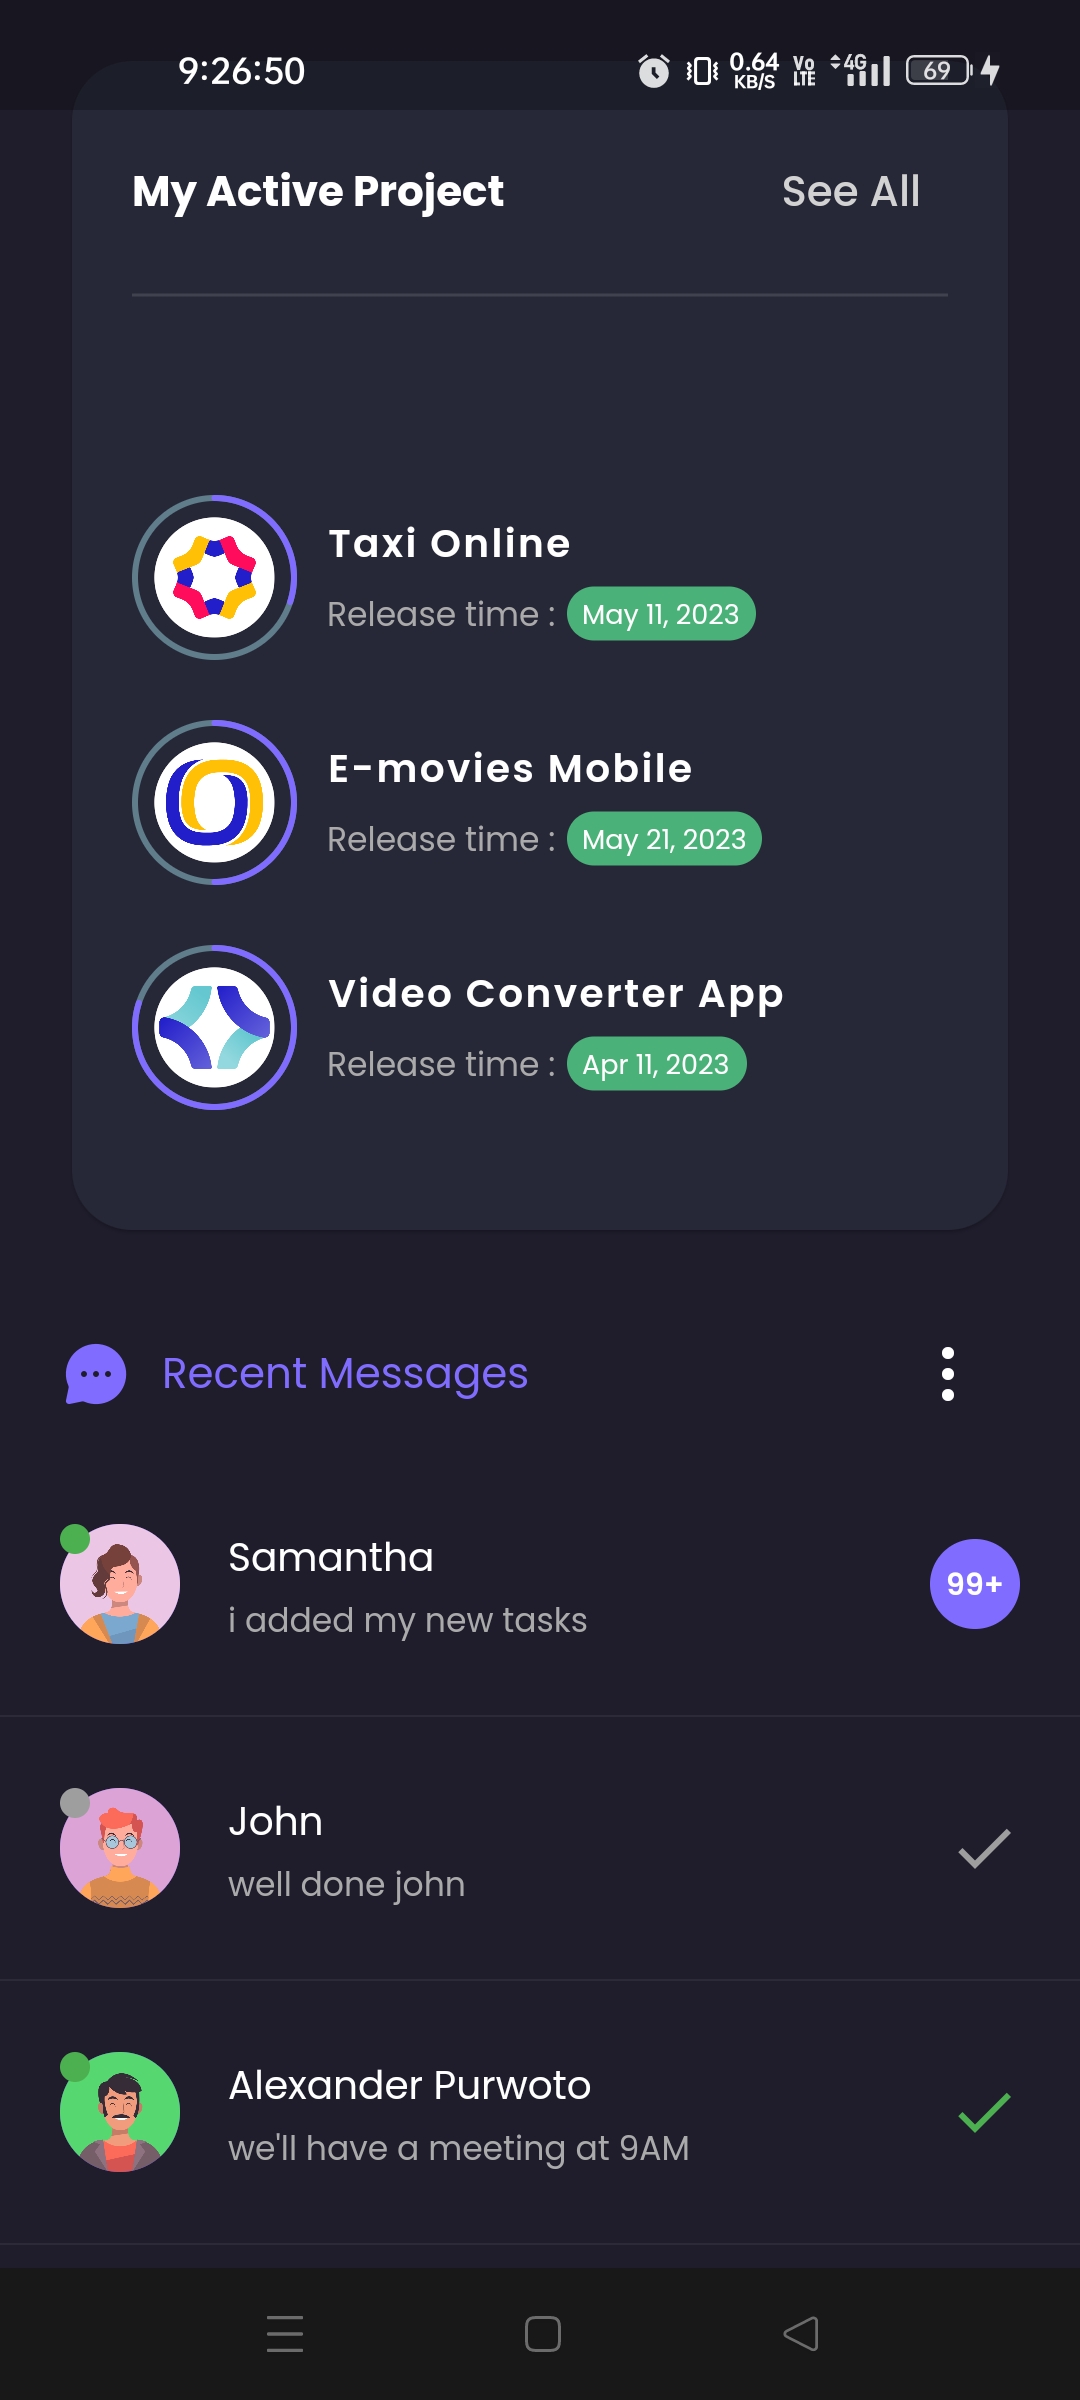 9:26:50 0.64 KB/S Vo LTE 4G 69
My Active Project See All
Taxi Online
Release time : May 11, 2023
E-movies Mobile
Release time : May 21, 2023
Video Converter App
Release time : Apr 11, 2023
Recent Messages
Samantha
i added my new tasks
99+
John
well done john
Alexander Purwoto
we'll have a meeting at 9AM